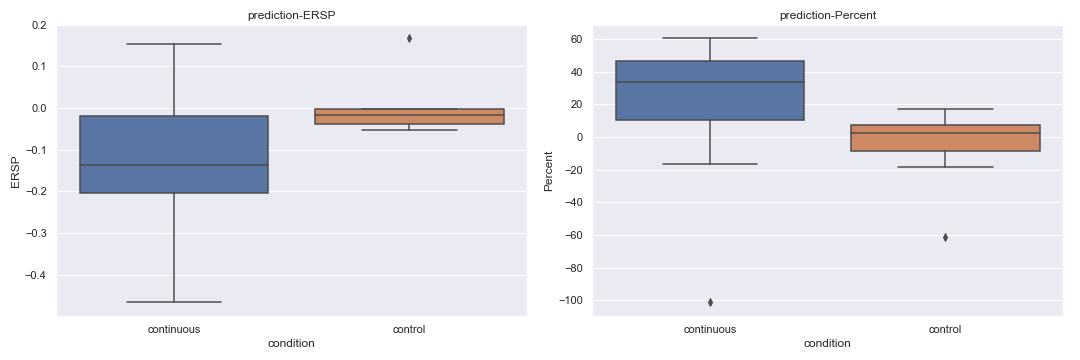 prediction-ERSP
0.2
0.1
0.0
−0.1
−0.2
−0.3
−0.4
ERSP
continuous
control
condition
prediction-Percent
60
40
20
0
−20
−40
−60
−80
−100
Percent
continuous
control
condition